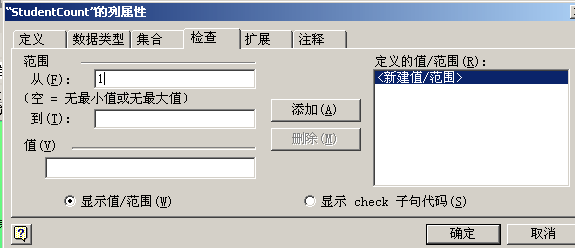 “StudentCount”的列属性
定义 数据类型 集合 检查 扩展 注释
范围
从(F): 1
(空 = 无最小值或无最大值)
到(T):
值(V)
添加(A)
删除(M)
定义的值/范围(R):
<新建值/范围>
显示值/范围(W)
显示 check 子句代码(S)
确定
取消